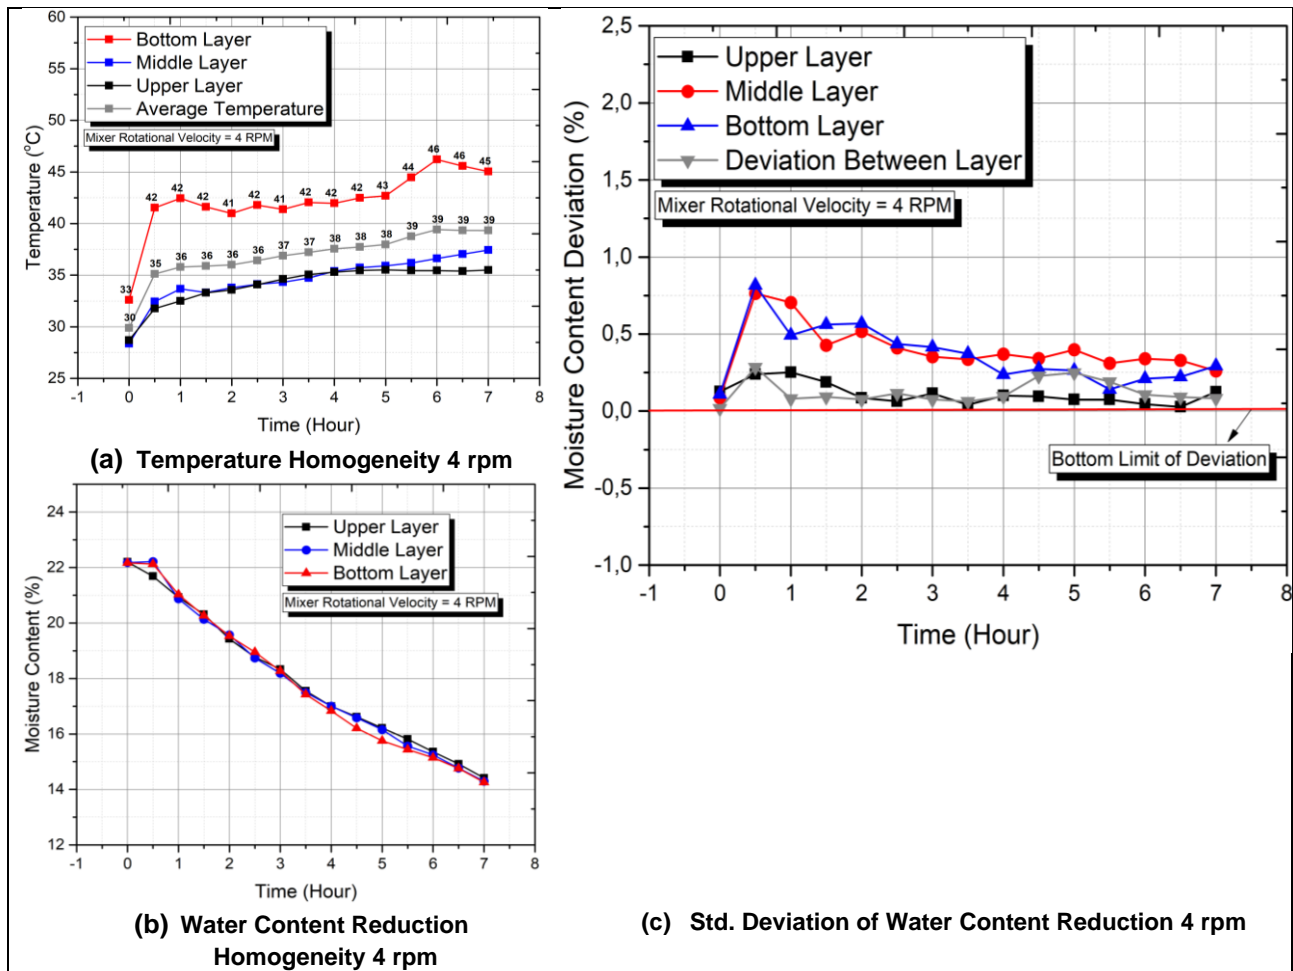 60
55
50
45
40
35
30
25
Temperature (°C)
Bottom Layer
Middle Layer
Upper Layer
Average Temperature
Mixer Rotational Velocity = 4 RPM
33 42 42 42 41 42 41 42 42 42 43 44 46 46 45
30 35 36 36 36 36 37 37 38 38 38 39 39 39 39
-1 0 1 2 3 4 5 6 7 8
Time (Hour)
(a) Temperature Homogeneity 4 rpm
24
22
20
18
16
14
12
Moisture Content (%)
Upper Layer
Middle Layer
Bottom Layer
Mixer Rotational Velocity = 4 RPM
-1 0 1 2 3 4 5 6 7 8
Time (Hour)
(b) Water Content Reduction
Homogeneity 4 rpm
2,5
2,0
1,5
1,0
0,5
0,0
-0,5
-1,0
Moisture Content Deviation (%)
Upper Layer
Middle Layer
Bottom Layer
Deviation Between Layer
Mixer Rotational Velocity = 4 RPM
Bottom Limit of Deviation
-1 0 1 2 3 4 5 6 7 8
Time (Hour)
(c) Std. Deviation of Water Content Reduction 4 rpm